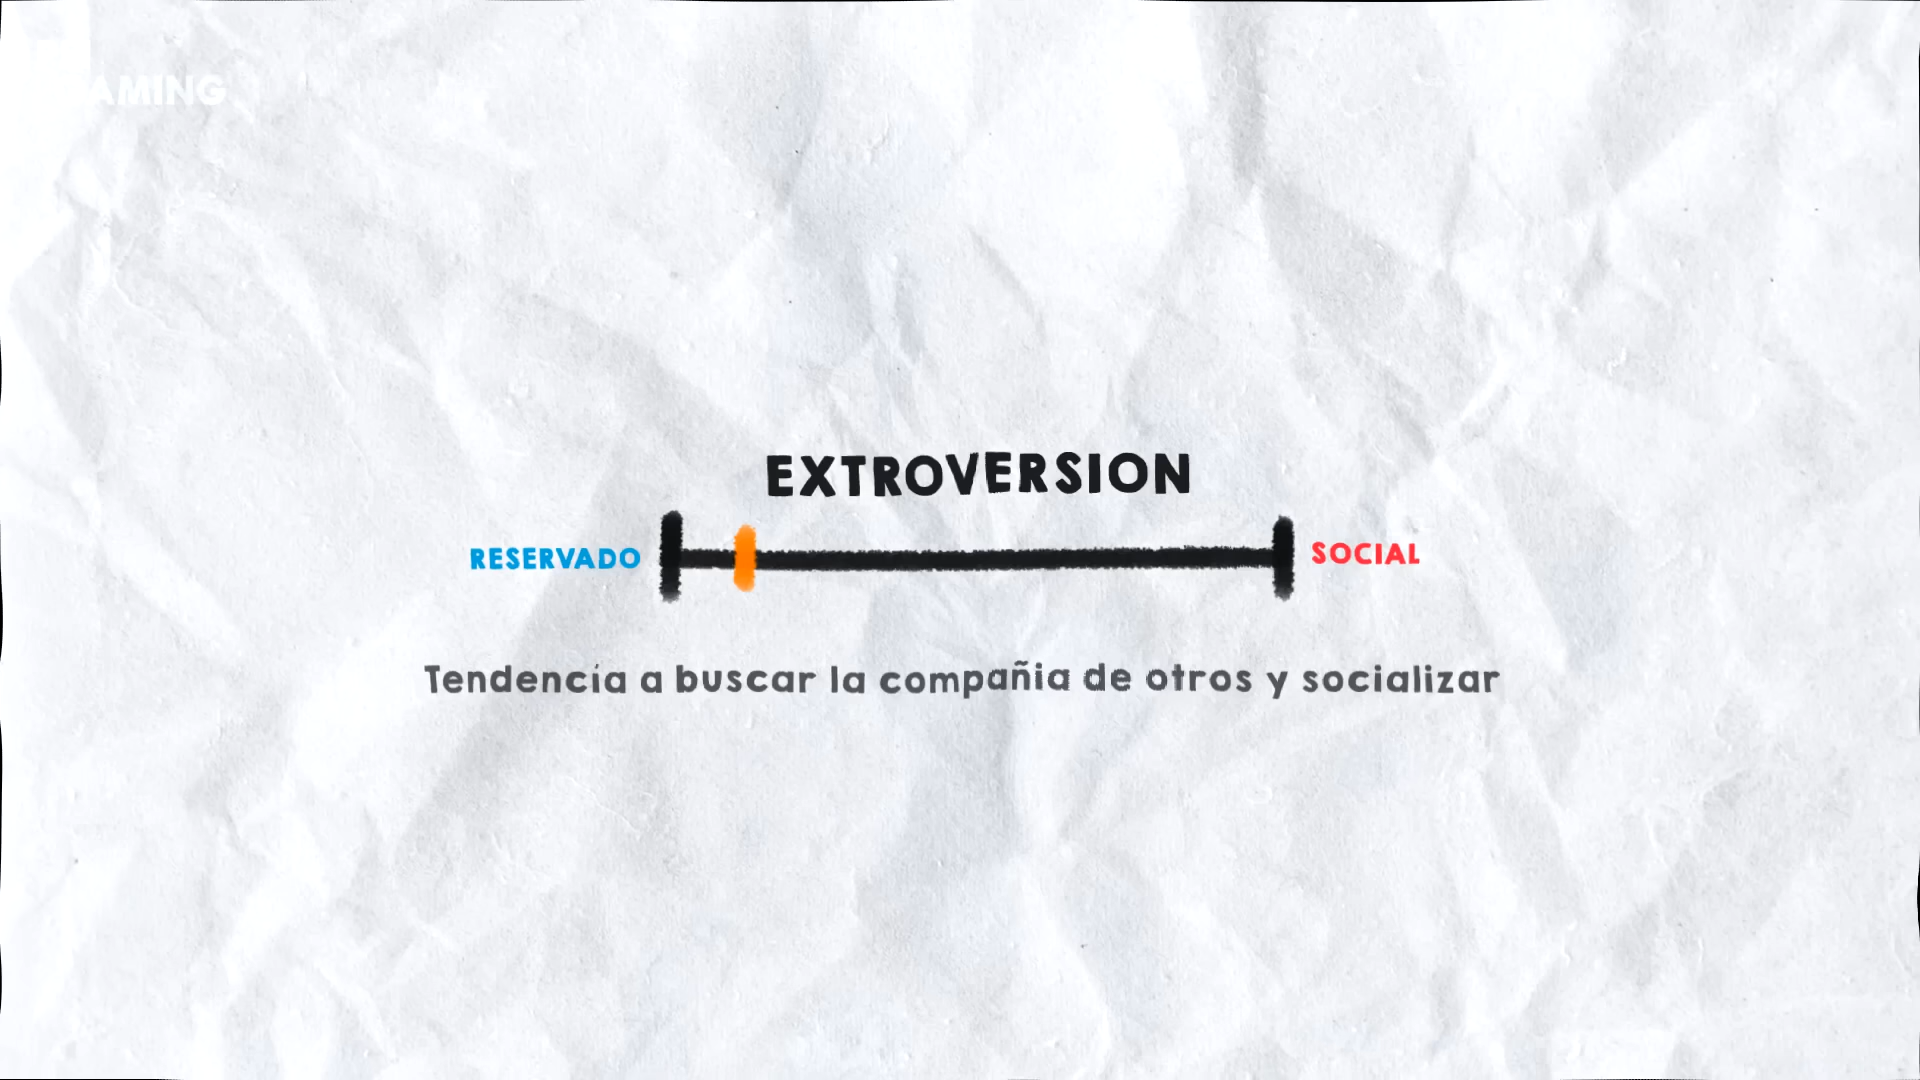 EXTROVERSION
RESERVADO
SOCIAL
Tendencia a buscar la compañia de otros y socializar